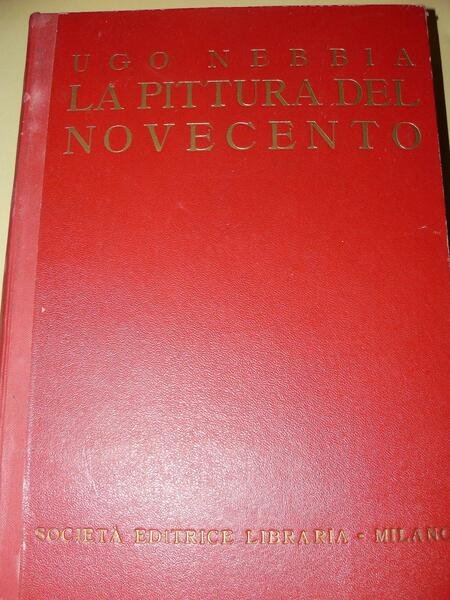 UGO NEBBIA
LA PITTURA DEL
NOVECENTO
SOCIETÀ EDITRICE LIBRARIA · MILANO